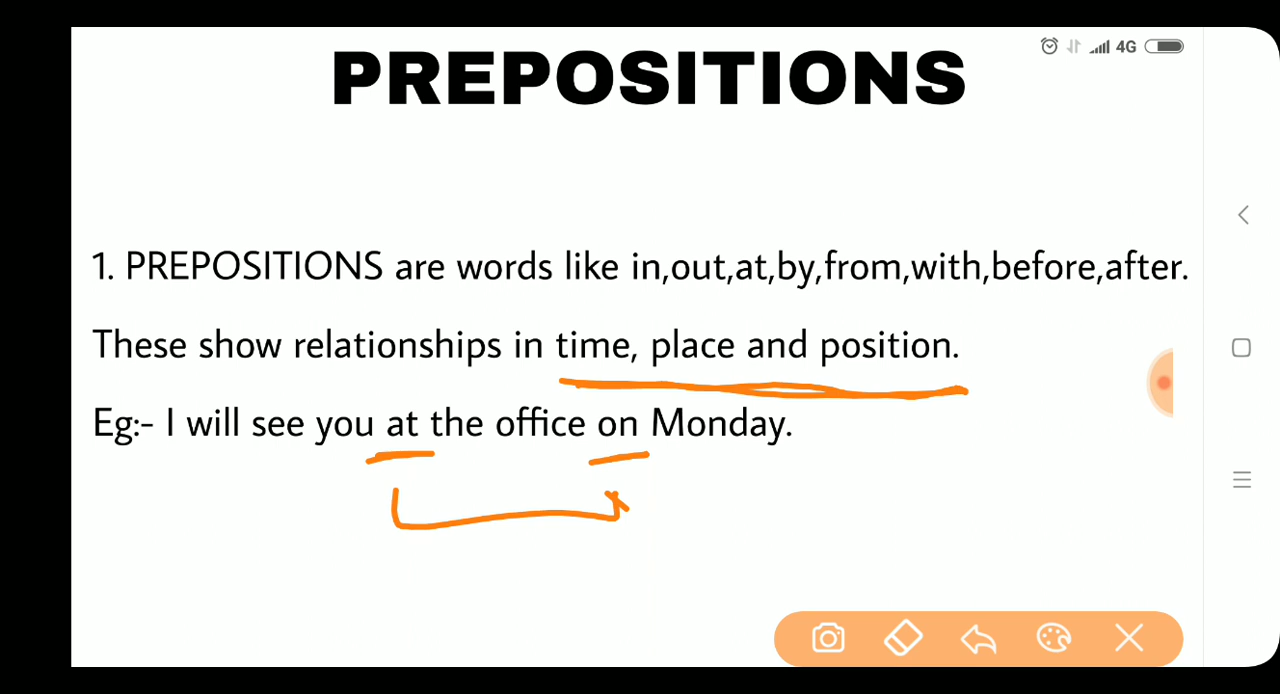 4G
PREPOSITIONS
1. PREPOSITIONS are words like in,out,at,by,from,with,before,after.
These show relationships in time, place and position.
Eg:- I will see you at the office on Monday.